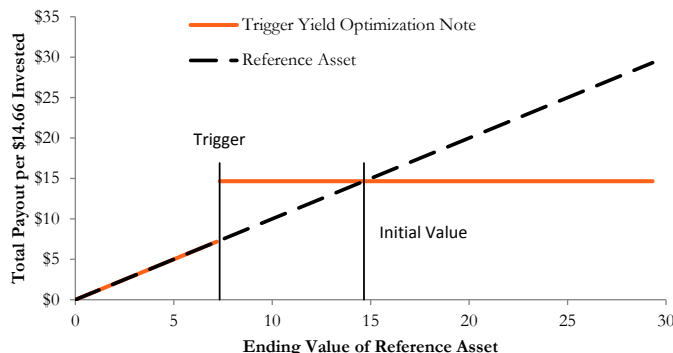 $35
$30
$25
$20
$15
$10
$5
$0
Total Payout per $14.66 Invested
Trigger Yield Optimization Note
Reference Asset
Trigger
Initial Value
0 5 10 15 20 25 30
Ending Value of Reference Asset